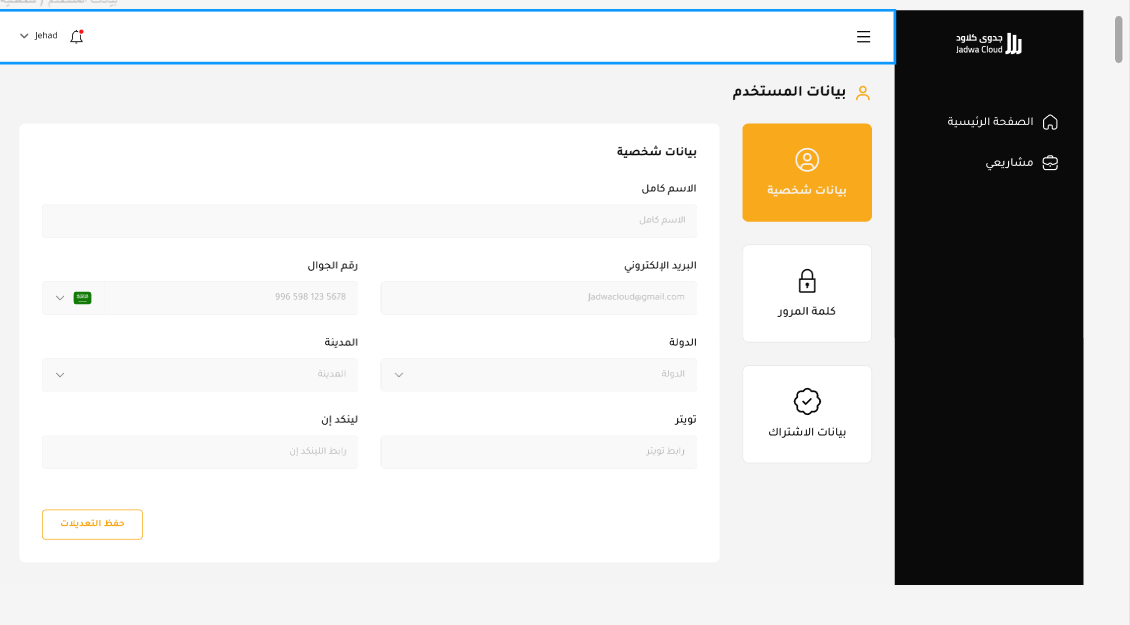 بيانات المستخدم
Jehad
جدوى كلاود
Jadwa Cloud
الصفحة الرئيسية
مشاريعي
بيانات المستخدم
بيانات شخصية
كلمة المرور
بيانات الاشتراك
بيانات شخصية
الاسم كامل
الاسم كامل
البريد الإلكتروني
رقم الجوال
Jadwacloud@gmail.com
996 598 123 5678
الدولة
المدينة
الدولة
المدينة
تويتر
لينكد إن
رابط تويتر
رابط اللينكد إن
حفظ التعديلات